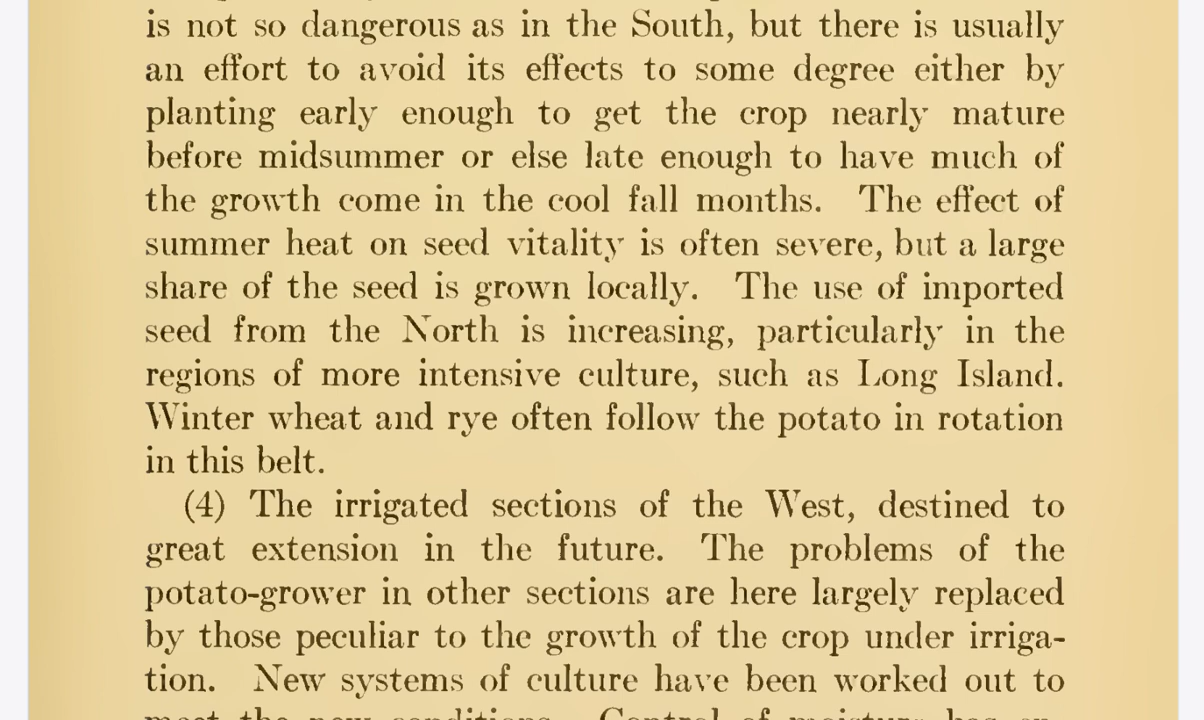 is not so dangerous as in the South, but there is usually
an effort to avoid its effects to some degree either by
planting early enough to get the crop nearly mature
before midsummer or else late enough to have much of
the growth come in the cool fall months. The effect of
summer heat on seed vitality is often severe, but a large
share of the seed is grown locally. The use of imported
seed from the North is increasing, particularly in the
regions of more intensive culture, such as Long Island.
Winter wheat and rye often follow the potato in rotation
in this belt.
(4) The irrigated sections of the West, destined to
great extension in the future. The problems of the
potato-grower in other sections are here largely replaced
by those peculiar to the growth of the crop under irriga-
tion. New systems of culture have been worked out to